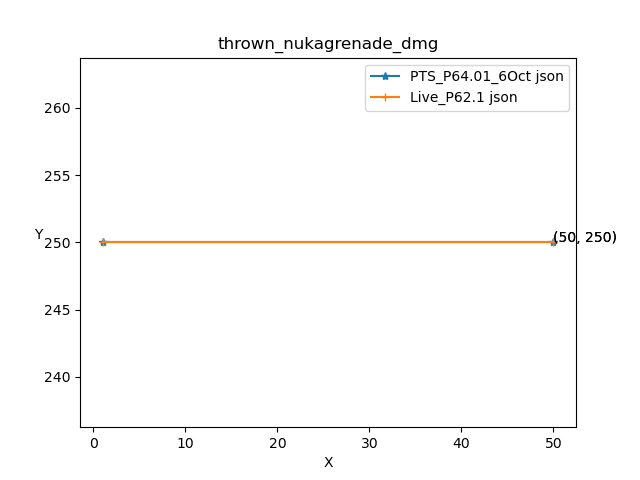 thrown_nukagrenade_dmg
PTS_P64.01_6Oct json
Live_P62.1 json
260
255
250
245
240
Y
(50, 250)
0 10 20 30 40 50
X